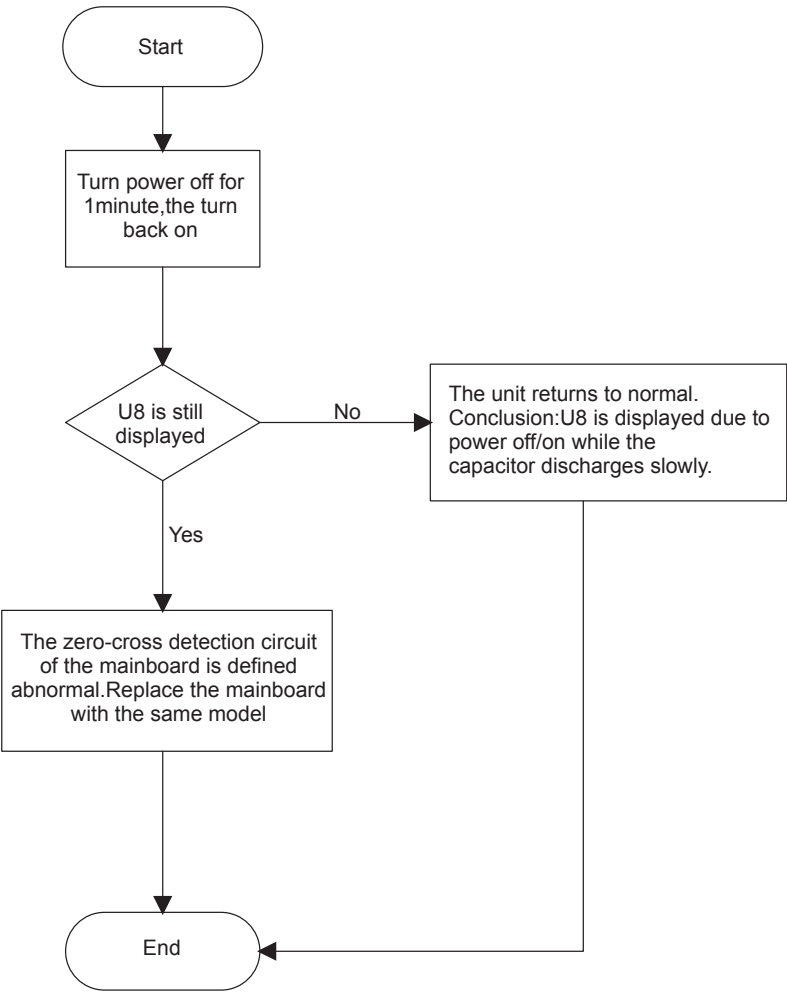 Start
Turn power off for
1minute,the turn
back on
U8 is still
displayed
No
The unit returns to normal.
Conclusion:U8 is displayed due to
power off/on while the
capacitor discharges slowly.
Yes
The zero-cross detection circuit
of the mainboard is defined
abnormal.Replace the mainboard
with the same model
End